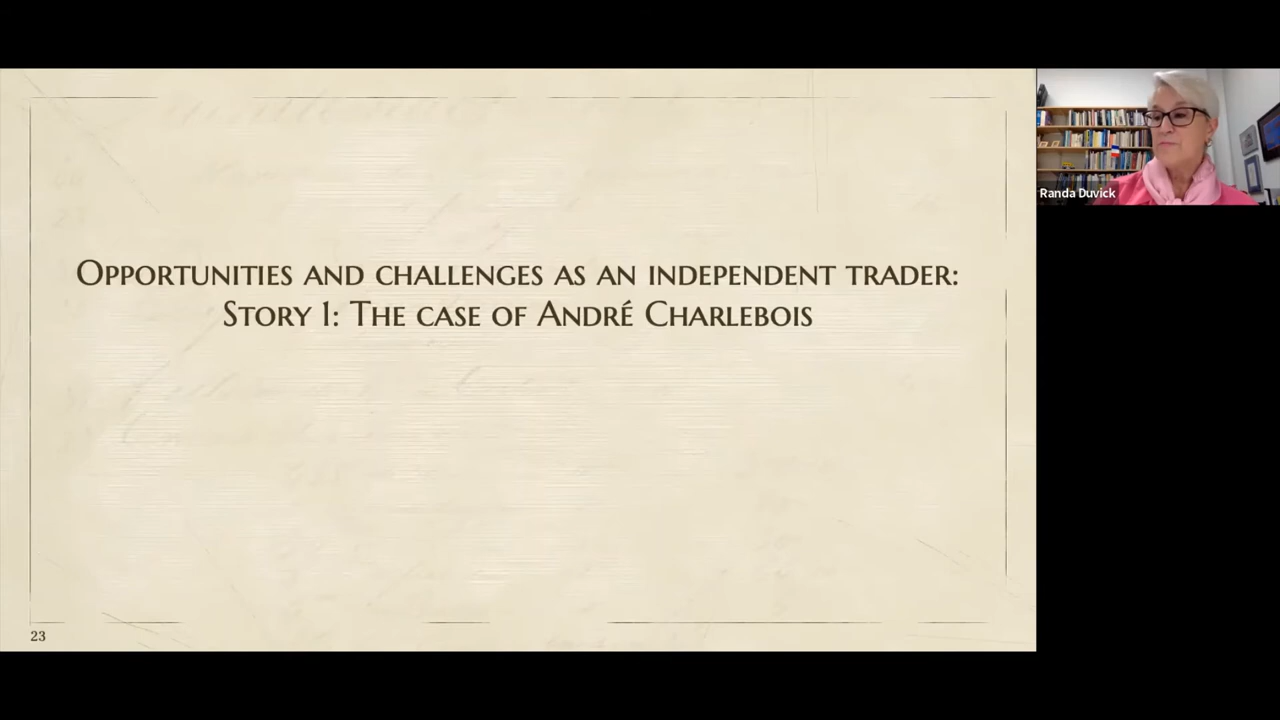 Opportunities and challenges as an independent trader:
Story 1: The case of André Charlebois
23
Randa Duvick